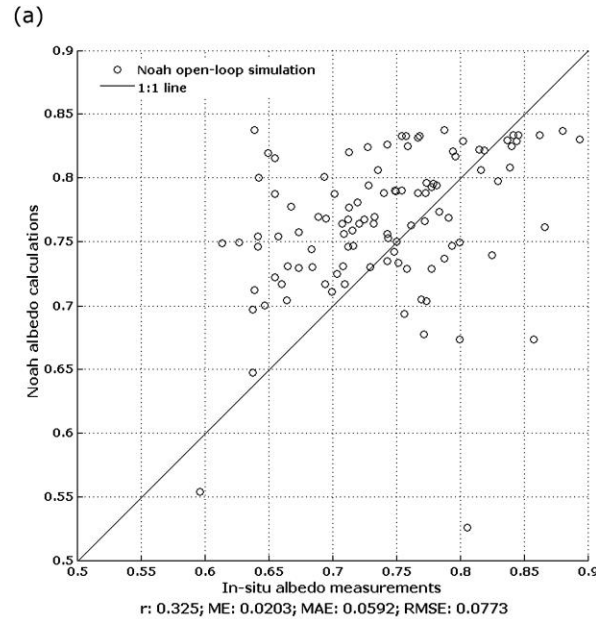 (a)
0.9
0.85
0.8
0.75
0.7
0.65
0.6
0.55
0.5
Noah albedo calculations
Noah open-loop simulation
1:1 line
0.5 0.55 0.6 0.65 0.7 0.75 0.8 0.85 0.9
In-situ albedo measurements
r: 0.325; ME: 0.0203; MAE: 0.0592; RMSE: 0.0773